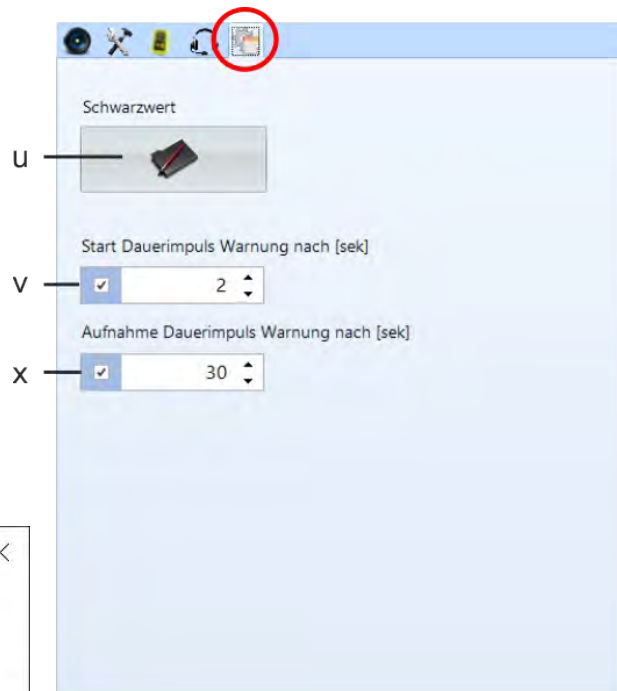 Schwarzwert
u
Start Dauerimpuls Warnung nach [sek]
v 2
Aufnahme Dauerimpuls Warnung nach [sek]
x 30